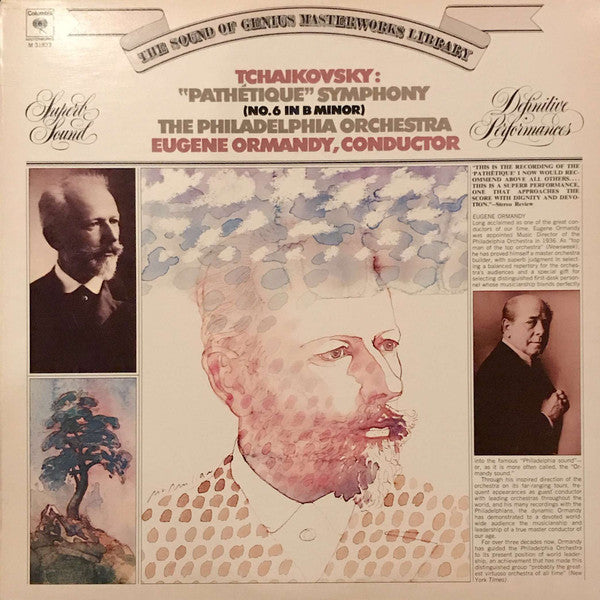 Columbia
M 31833
THE SOUND OF GENIUS MASTERWORKS LIBRARY
TCHAIKOVSKY:
"PATHÉTIQUE" SYMPHONY
(NO. 6 IN B MINOR)
THE PHILADELPHIA ORCHESTRA
EUGENE ORMANDY, CONDUCTOR
Superb
Sound
Definitive
Performances
"THIS IS THE RECORDING OF THE
'PATHÉTIQUE' I NOW WOULD REC-
OMMEND ABOVE ALL OTHERS....
THIS IS A SUPERB PERFORMANCE,
ONE THAT APPROACHES THE
SCORE WITH DIGNITY AND DEVO-
TION."—Stereo Review
EUGENE ORMANDY
Long acclaimed as one of the great con-
ductors of our time, Eugene Ormandy
was appointed Music Director of the
Philadelphia Orchestra in 1936. As "top
man of the top orchestra" (Newsweek),
he has proved himself a master orchestra
builder, with superb judgment in select-
ing a balanced repertory for the orches-
tra's audiences and a special gift for
selecting distinguished first-desk person-
nel whose musicianship blends perfectly
into the famous "Philadelphia sound"—
or, as it is more often called, the "Or-
mandy sound."
Through his inspired direction of the
orchestra on its far-ranging tours, fre-
quent appearances as guest conductor
with leading orchestras throughout the
world, and his many recordings with the
Philadelphians, the dynamic Ormandy
has demonstrated to a devoted world-
wide audience the musicianship and
leadership of a true master conductor of
our age.
For over three decades now, Ormandy
has guided the Philadelphia Orchestra
to its present position of world leader-
ship, an achievement that has made this
distinguished group "probably the great-
est virtuoso orchestra of all time" (New
York Times).